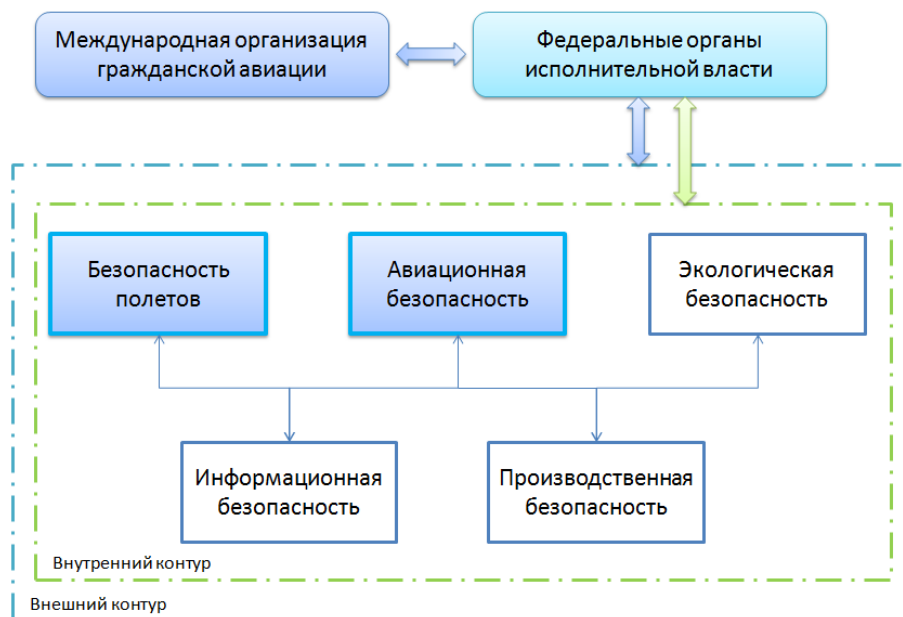 Международная организация
гражданской авиации
Федеральные органы
исполнительной власти
Безопасность
полетов
Авиационная
безопасность
Экологическая
безопасность
Информационная
безопасность
Производственная
безопасность
Внутренний контур
Внешний контур